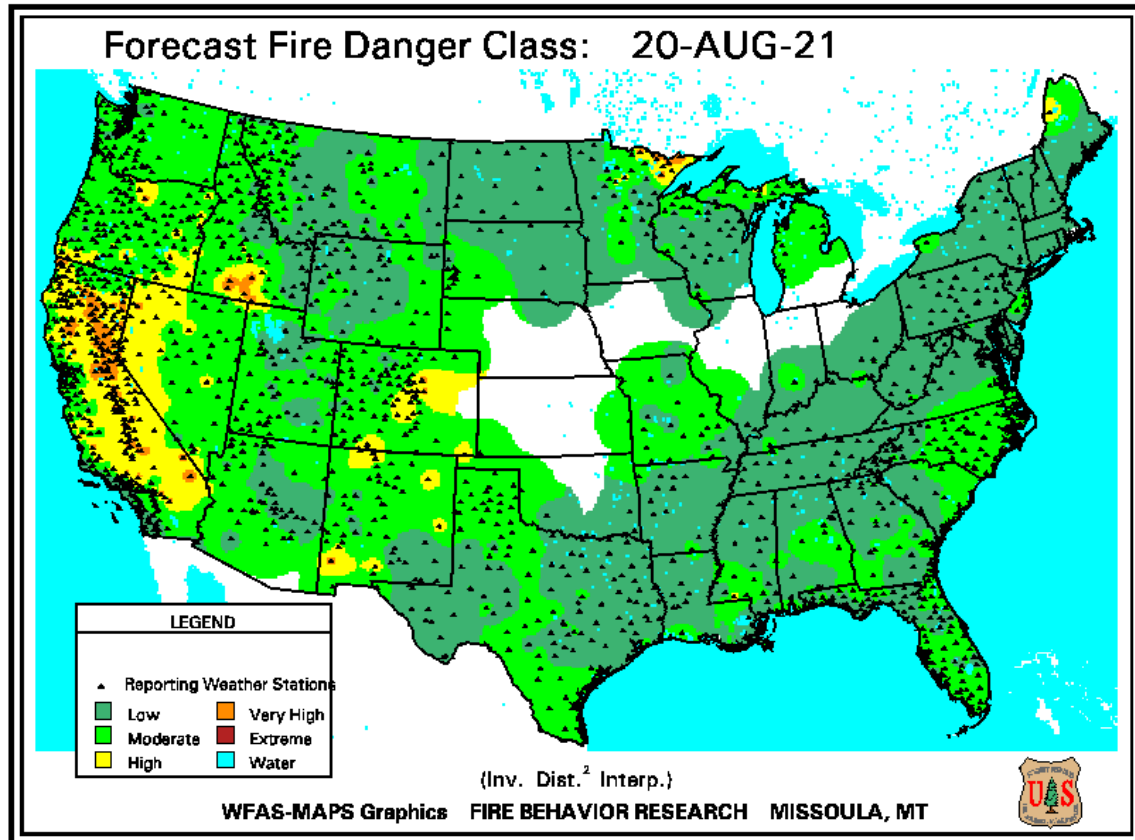 Forecast Fire Danger Class: 20-AUG-21
LEGEND
Reporting Weather Stations
Low
Very High
Moderate
Extreme
High
Water
(Inv. Dist.² Interp.)
WFAS-MAPS Graphics FIRE BEHAVIOR RESEARCH MISSOULA, MT
U S